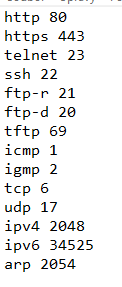 http 80
https 443
telnet 23
ssh 22
ftp-r 21
ftp-d 20
tftp 69
icmp 1
igmp 2
tcp 6
udp 17
ipv4 2048
ipv6 34525
arp 2054